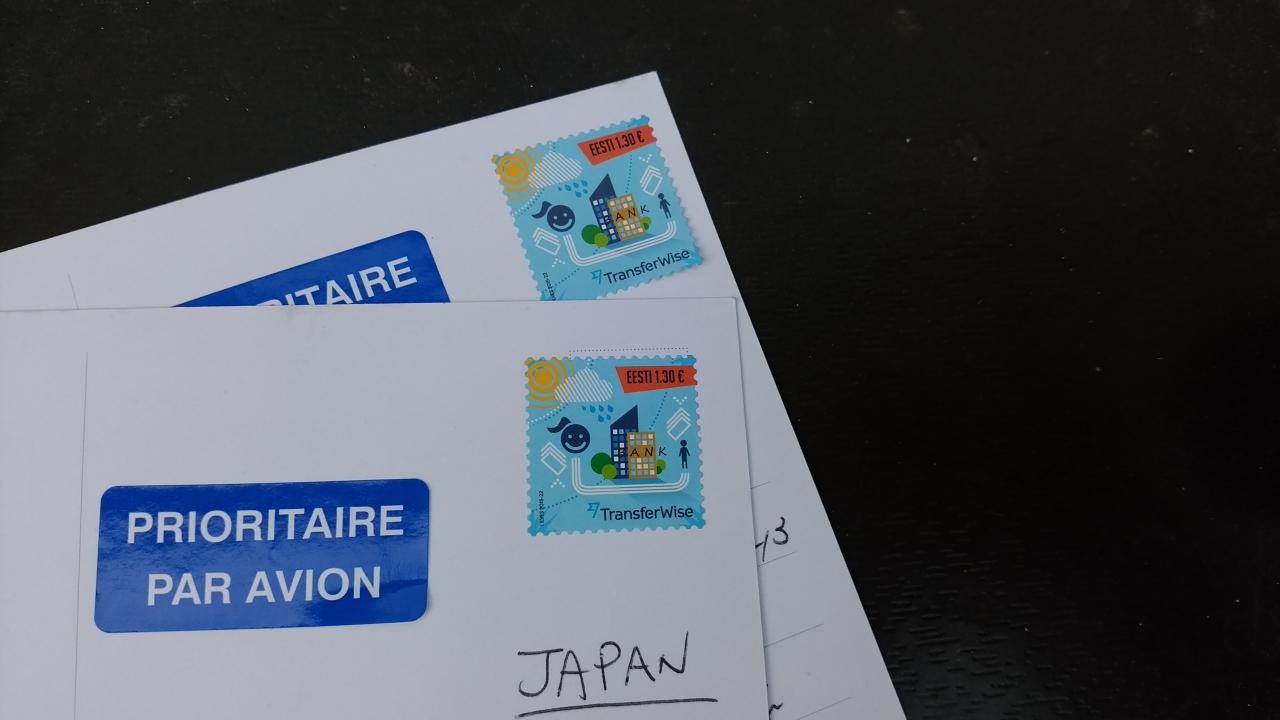 EESTI 1.30 €
BANK
TransferWise
PRIORITAIRE
EESTI 1.30 €
BANK
TransferWise
PRIORITAIRE
PAR AVION
JAPAN